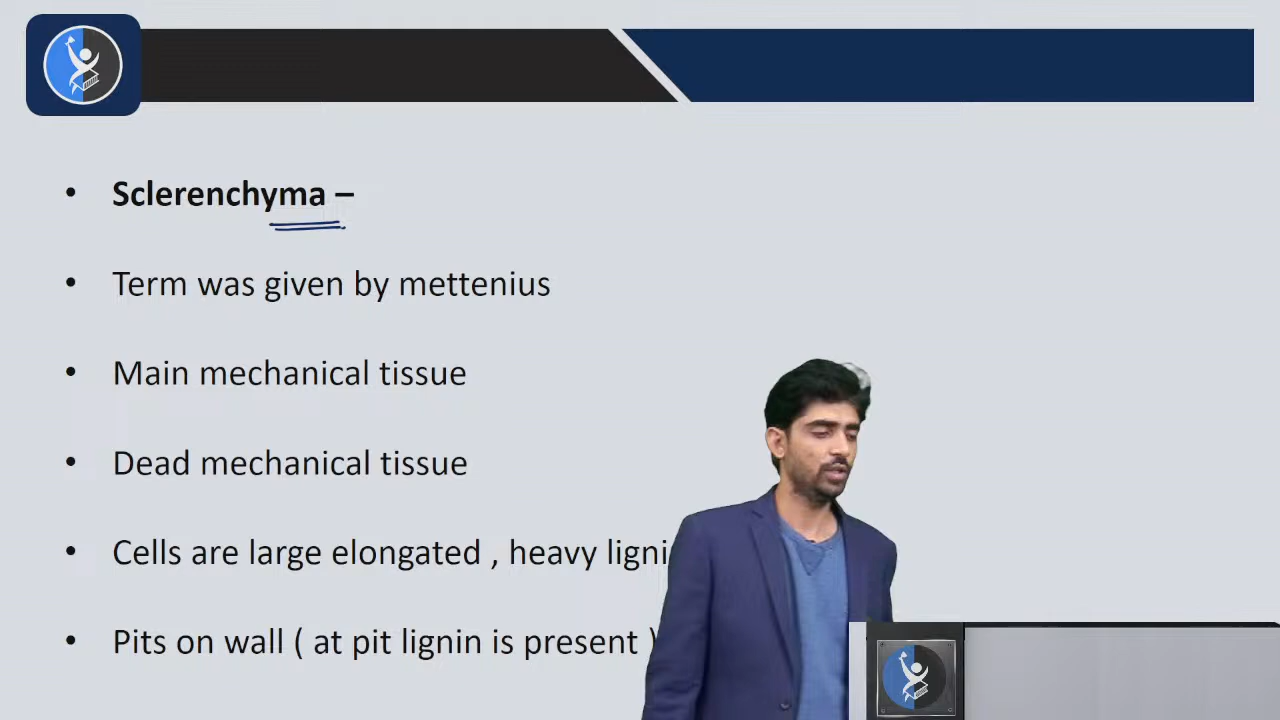 • Sclerenchyma –
• Term was given by mettenius
• Main mechanical tissue
• Dead mechanical tissue
• Cells are large elongated , heavy
• Pits on wall ( at pit lignin is present )